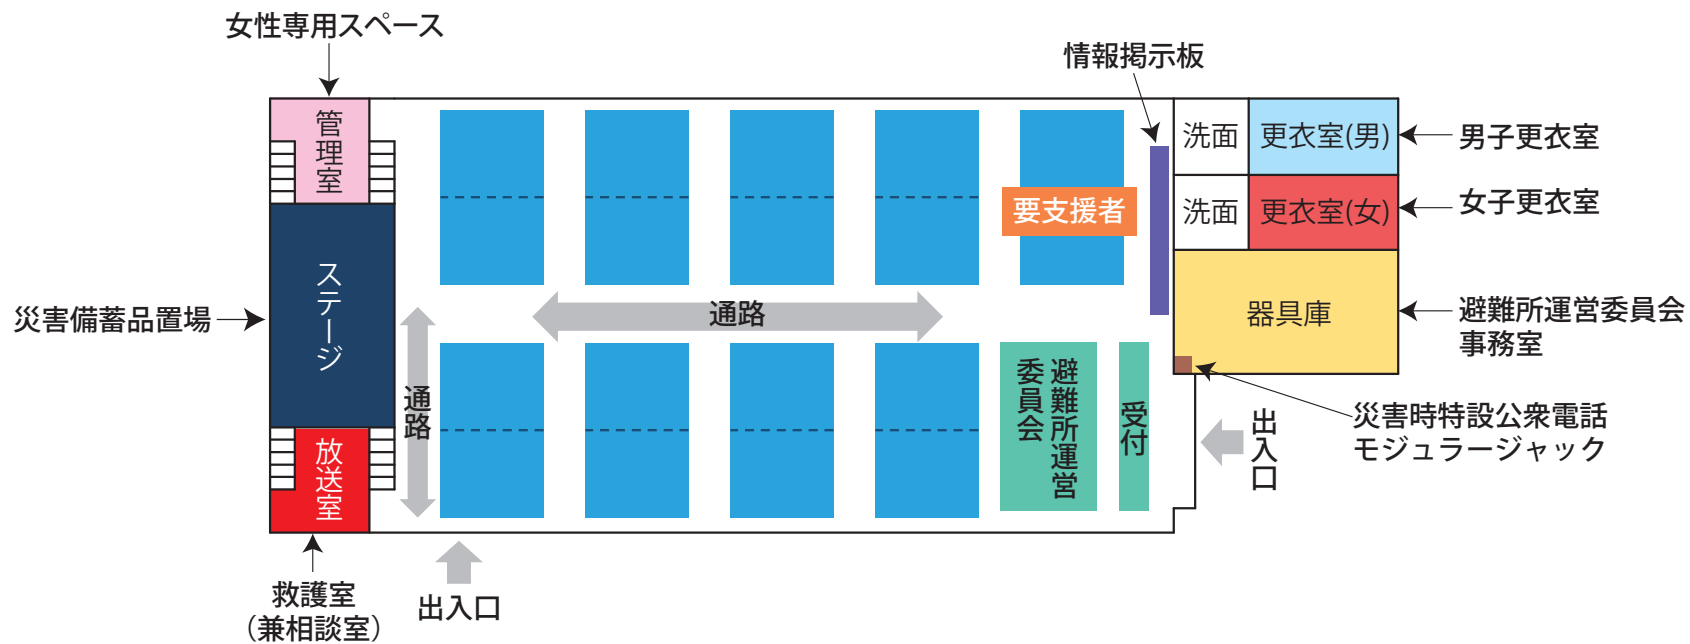 女性専用スペース
情報掲示板
管理室
洗面
更衣室(男)
男子更衣室
要支援者
洗面
更衣室(女)
女子更衣室
災害備蓄品置場
ステージ
通路
器具庫
避難所運営委員会
事務室
通路
避難所運営
委員会
受付
出入口
災害時特設公衆電話
モジュラージャック
放送室
救護室
（兼相談室）
出入口